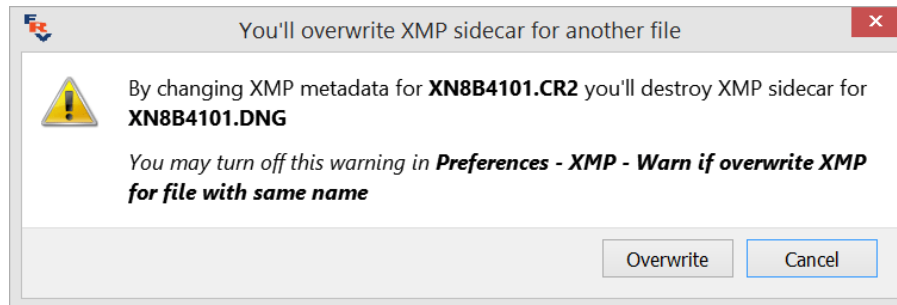 FRV
You'll overwrite XMP sidecar for another file
By changing XMP metadata for XN8B4101.CR2 you'll destroy XMP sidecar for
XN8B4101.DNG
You may turn off this warning in Preferences - XMP - Warn if overwrite XMP
for file with same name
Overwrite
Cancel